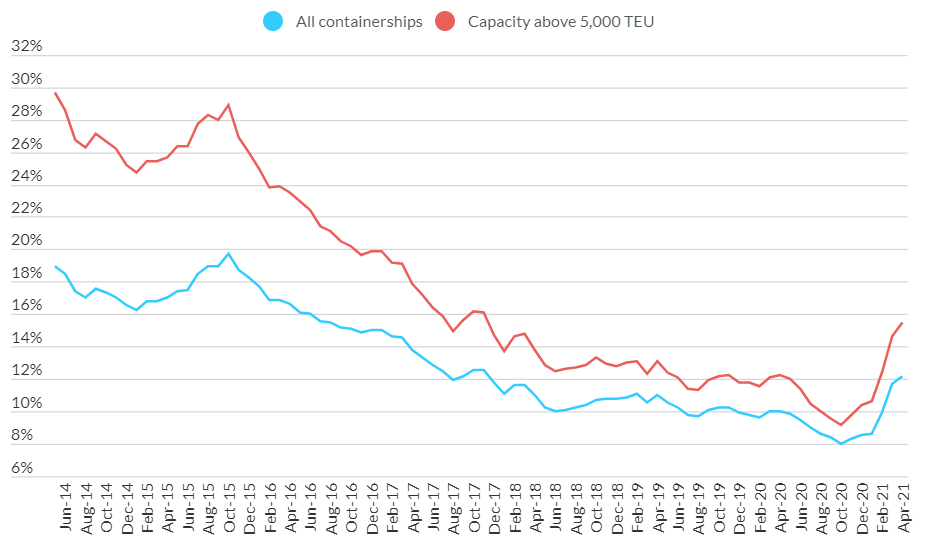 All containerships Capacity above 5,000 TEU
32%
30%
28%
26%
24%
22%
20%
18%
16%
14%
12%
10%
8%
6%
Jun-14
Aug-14
Oct-14
Dec-14
Feb-15
Apr-15
Jun-15
Aug-15
Oct-15
Dec-15
Feb-16
Apr-16
Jun-16
Aug-16
Oct-16
Dec-16
Feb-17
Apr-17
Jun-17
Aug-17
Oct-17
Dec-17
Feb-18
Apr-18
Jun-18
Aug-18
Oct-18
Dec-18
Feb-19
Apr-19
Jun-19
Aug-19
Oct-19
Dec-19
Feb-20
Apr-20
Jun-20
Aug-20
Oct-20
Dec-20
Feb-21
Apr-21